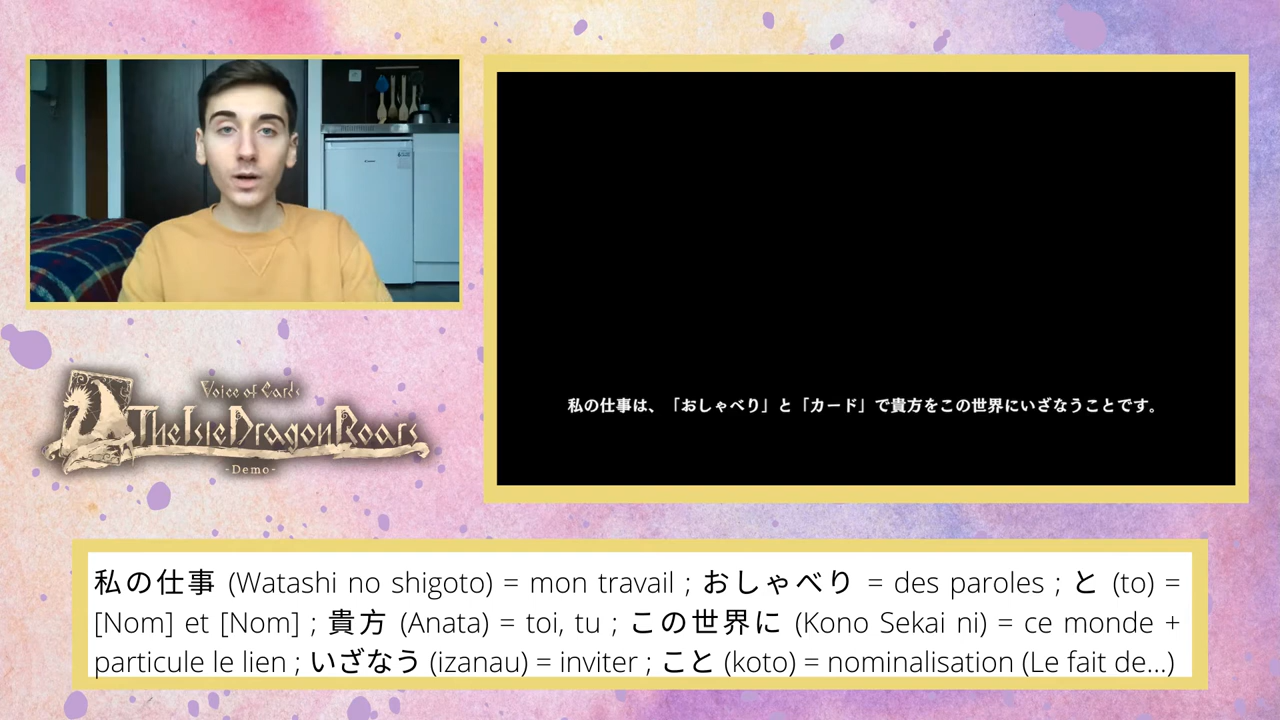 Voice of Cards
The Isle Dragon Roars
-Demo-
私の仕事は、「おしゃべり」と「カード」で貴方をこの世界にいざなうことです。
私の仕事 (Watashi no shigoto) = mon travail ; おしゃべり = des paroles ; と (to) =
[Nom] et [Nom] ; 貴方 (Anata) = toi, tu ; この世界に (Kono Sekai ni) = ce monde +
particule le lien ; いざなう (izanau) = inviter ; こと (koto) = nominalisation (Le fait de...)